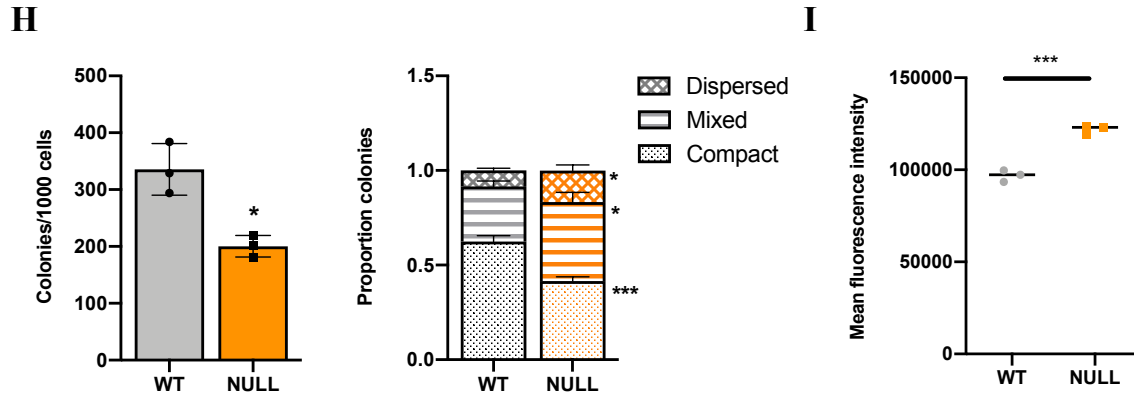 H
I
500
400
300
200
100
0
Colonies/1000 cells
*
WT
NULL
1.5
1.0
0.5
0.0
Proportion colonies
*
*
***
WT
NULL
Dispersed
Mixed
Compact
150000
100000
50000
0
Mean fluorescence intensity
***
WT
NULL